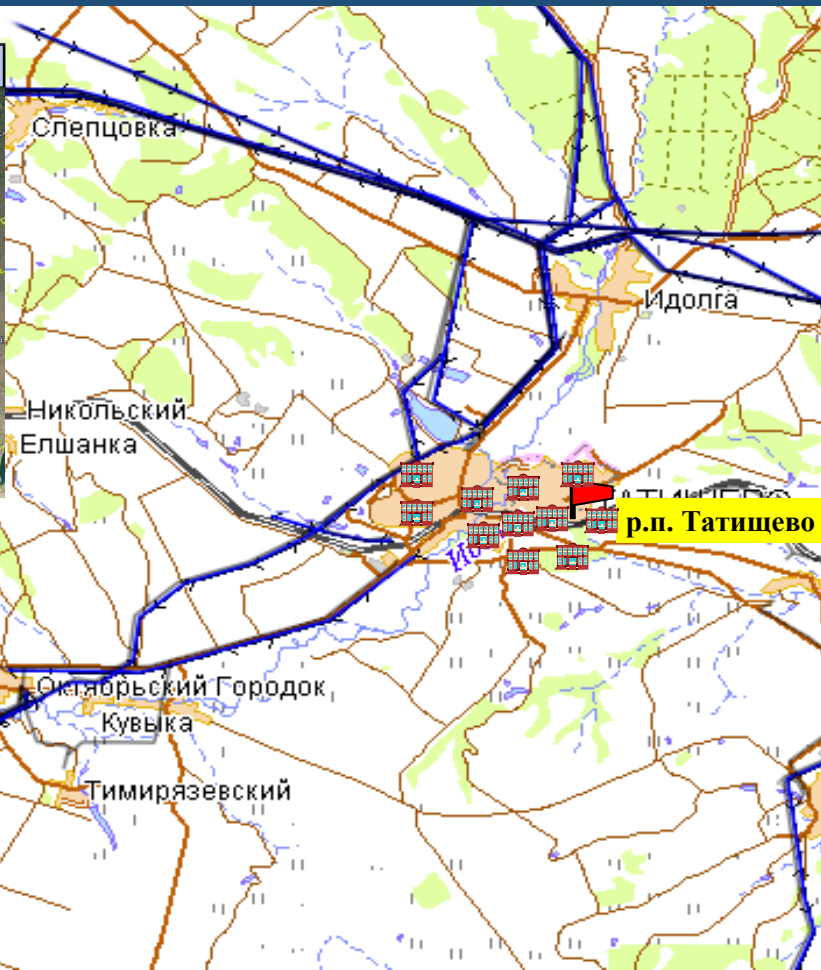 Слепцовка
Идолга
Никольский
Елшанка
р.п. Татищево
Октябрьский Городок
Кувыка
Тимирязевский